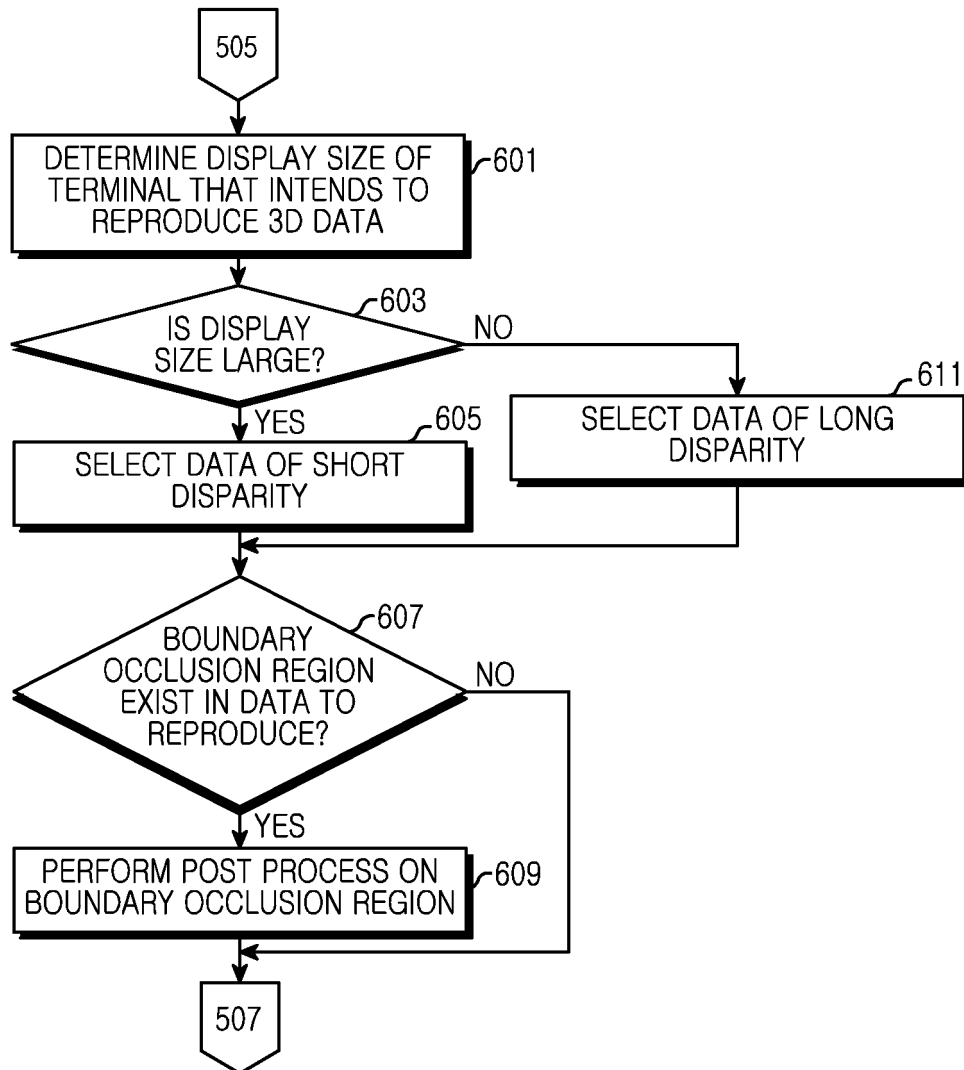 505
DETERMINE DISPLAY SIZE OF
TERMINAL THAT INTENDS TO
REPRODUCE 3D DATA
601
IS DISPLAY
SIZE LARGE?
603
NO
YES
605
SELECT DATA OF SHORT
DISPARITY
611
SELECT DATA OF LONG
DISPARITY
BOUNDARY
OCCLUSION REGION
EXIST IN DATA TO
REPRODUCE?
607
NO
YES
PERFORM POST PROCESS ON
BOUNDARY OCCLUSION REGION
609
507